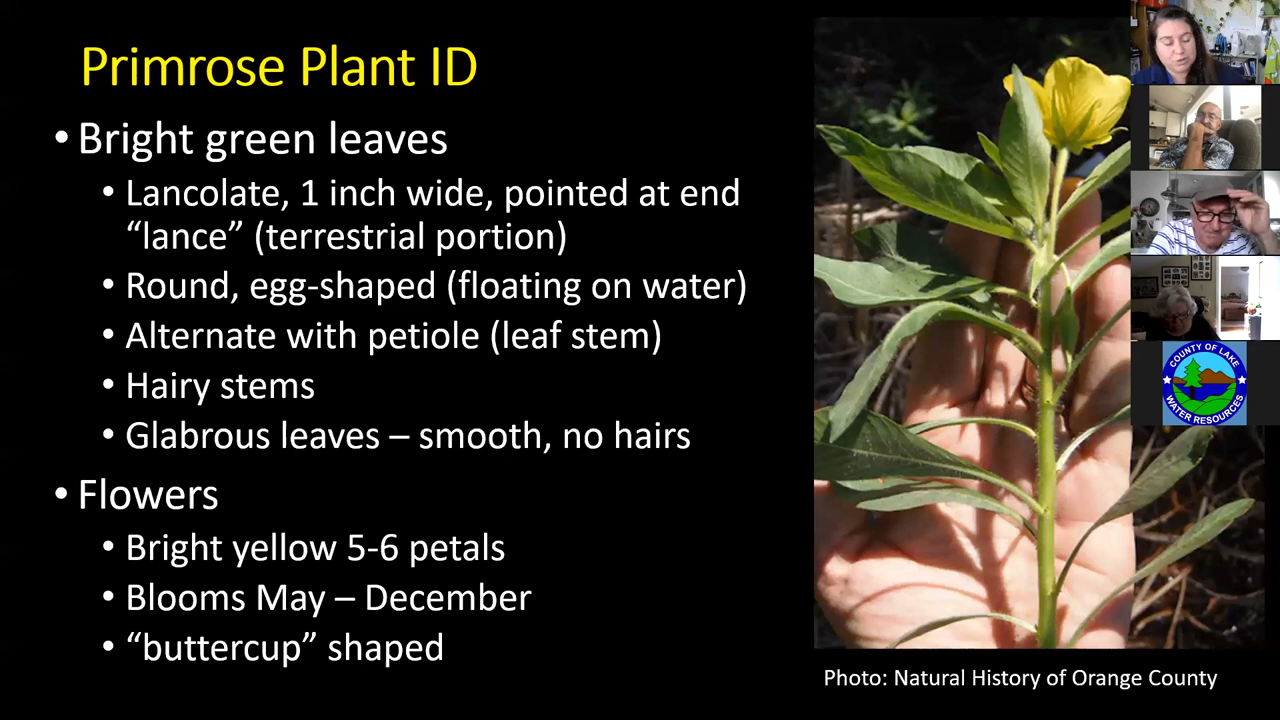 Primrose Plant ID
• Bright green leaves
• Lancolate, 1 inch wide, pointed at end
“lance” (terrestrial portion)
• Round, egg-shaped (floating on water)
• Alternate with petiole (leaf stem)
• Hairy stems
• Glabrous leaves – smooth, no hairs
• Flowers
• Bright yellow 5-6 petals
• Blooms May – December
• “buttercup” shaped
COUNTY OF LAKE
WATER RESOURCES
Photo: Natural History of Orange County